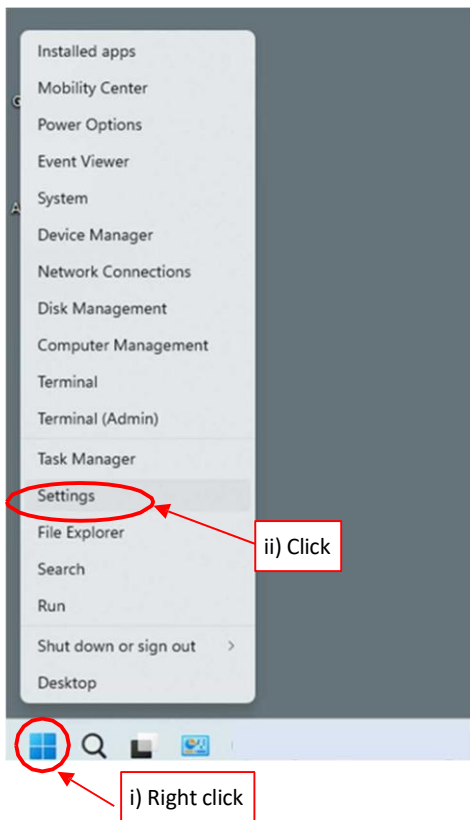 Installed apps
Mobility Center
G
Power Options
Event Viewer
System
A
Device Manager
Network Connections
Disk Management
Computer Management
Terminal
Terminal (Admin)
Task Manager
Settings
File Explorer
ii) Click
Search
Run
Shut down or sign out
Desktop
i) Right click